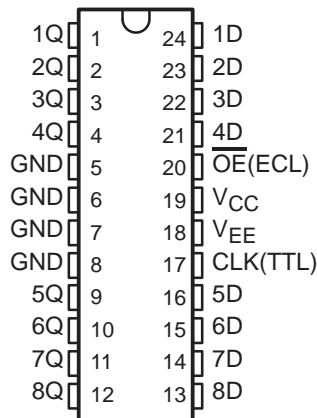 1Q 1 24 1D
2Q 2 23 2D
3Q 3 22 3D
4Q 4 21 4D
GND 5 20 O̅E̅(ECL)
GND 6 19 VCC
GND 7 18 VEE
GND 8 17 CLK(TTL)
5Q 9 16 5D
6Q 10 15 6D
7Q 11 14 7D
8Q 12 13 8D